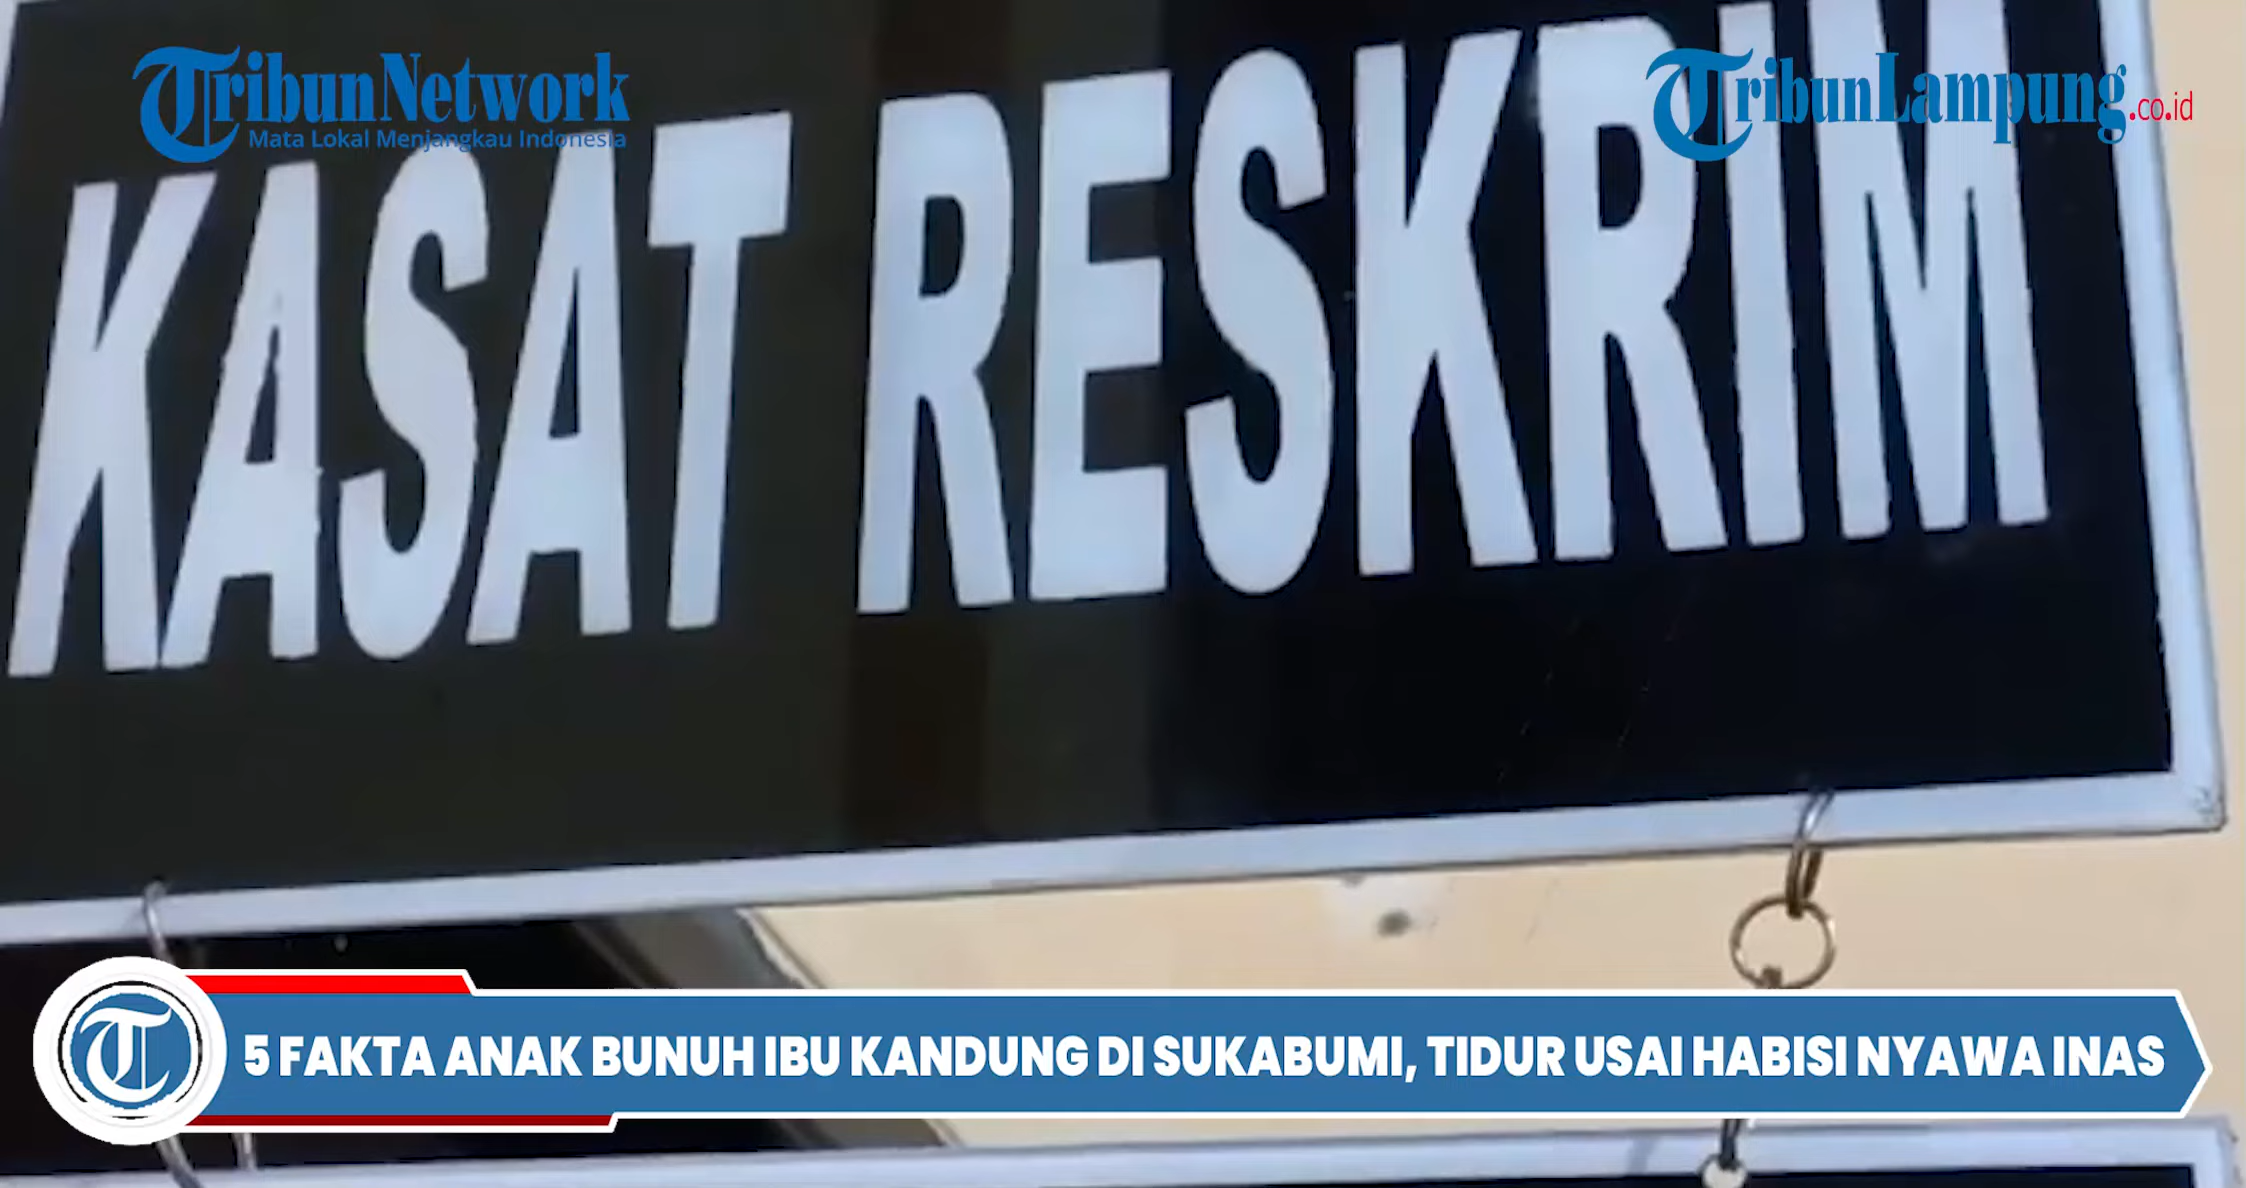 TribunNetwork
Mata Lokal Menjangkau Indonesia
TribunLampung.co.id
KASAT RESKRIM
5 FAKTA ANAK BUNUH IBU KANDUNG DI SUKABUMI, TIDUR USAI HABISI NYAWA INAS